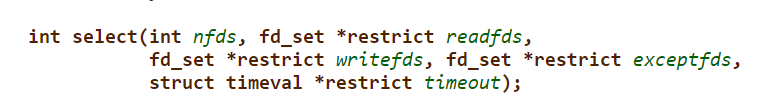 int select(int nfds, fd_set *restrict readfds,
fd_set *restrict writefds, fd_set *restrict exceptfds,
struct timeval *restrict timeout);